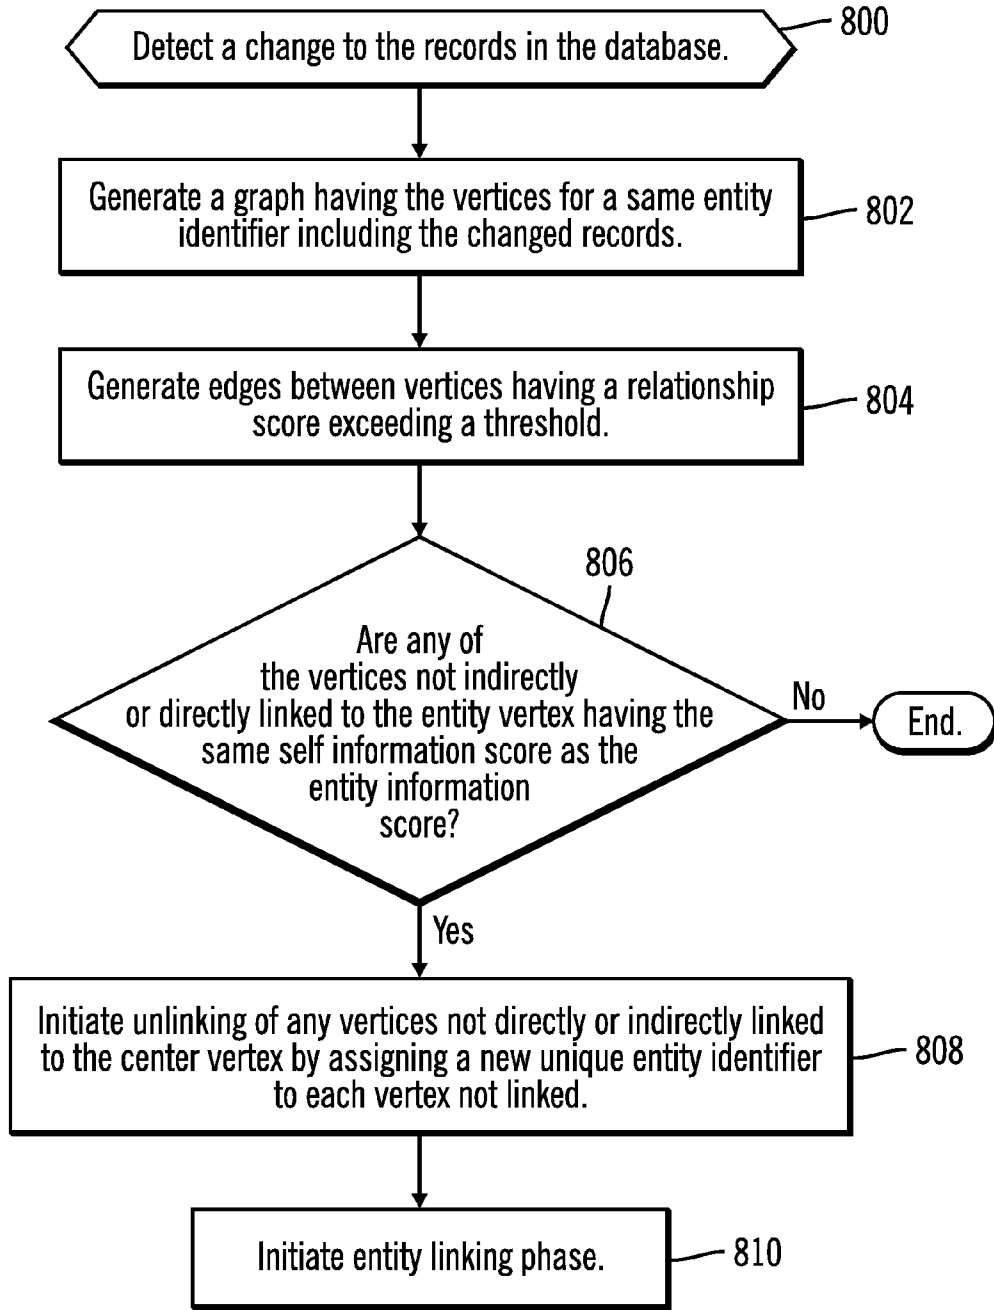 Detect a change to the records in the database.
800
Generate a graph having the vertices for a same entity
identifier including the changed records.
802
Generate edges between vertices having a relationship
score exceeding a threshold.
804
806
Are any of
the vertices not indirectly
or directly linked to the entity vertex having the
same self information score as the
entity information
score?
No
End.
Yes
Initiate unlinking of any vertices not directly or indirectly linked
to the center vertex by assigning a new unique entity identifier
to each vertex not linked.
808
Initiate entity linking phase.
810